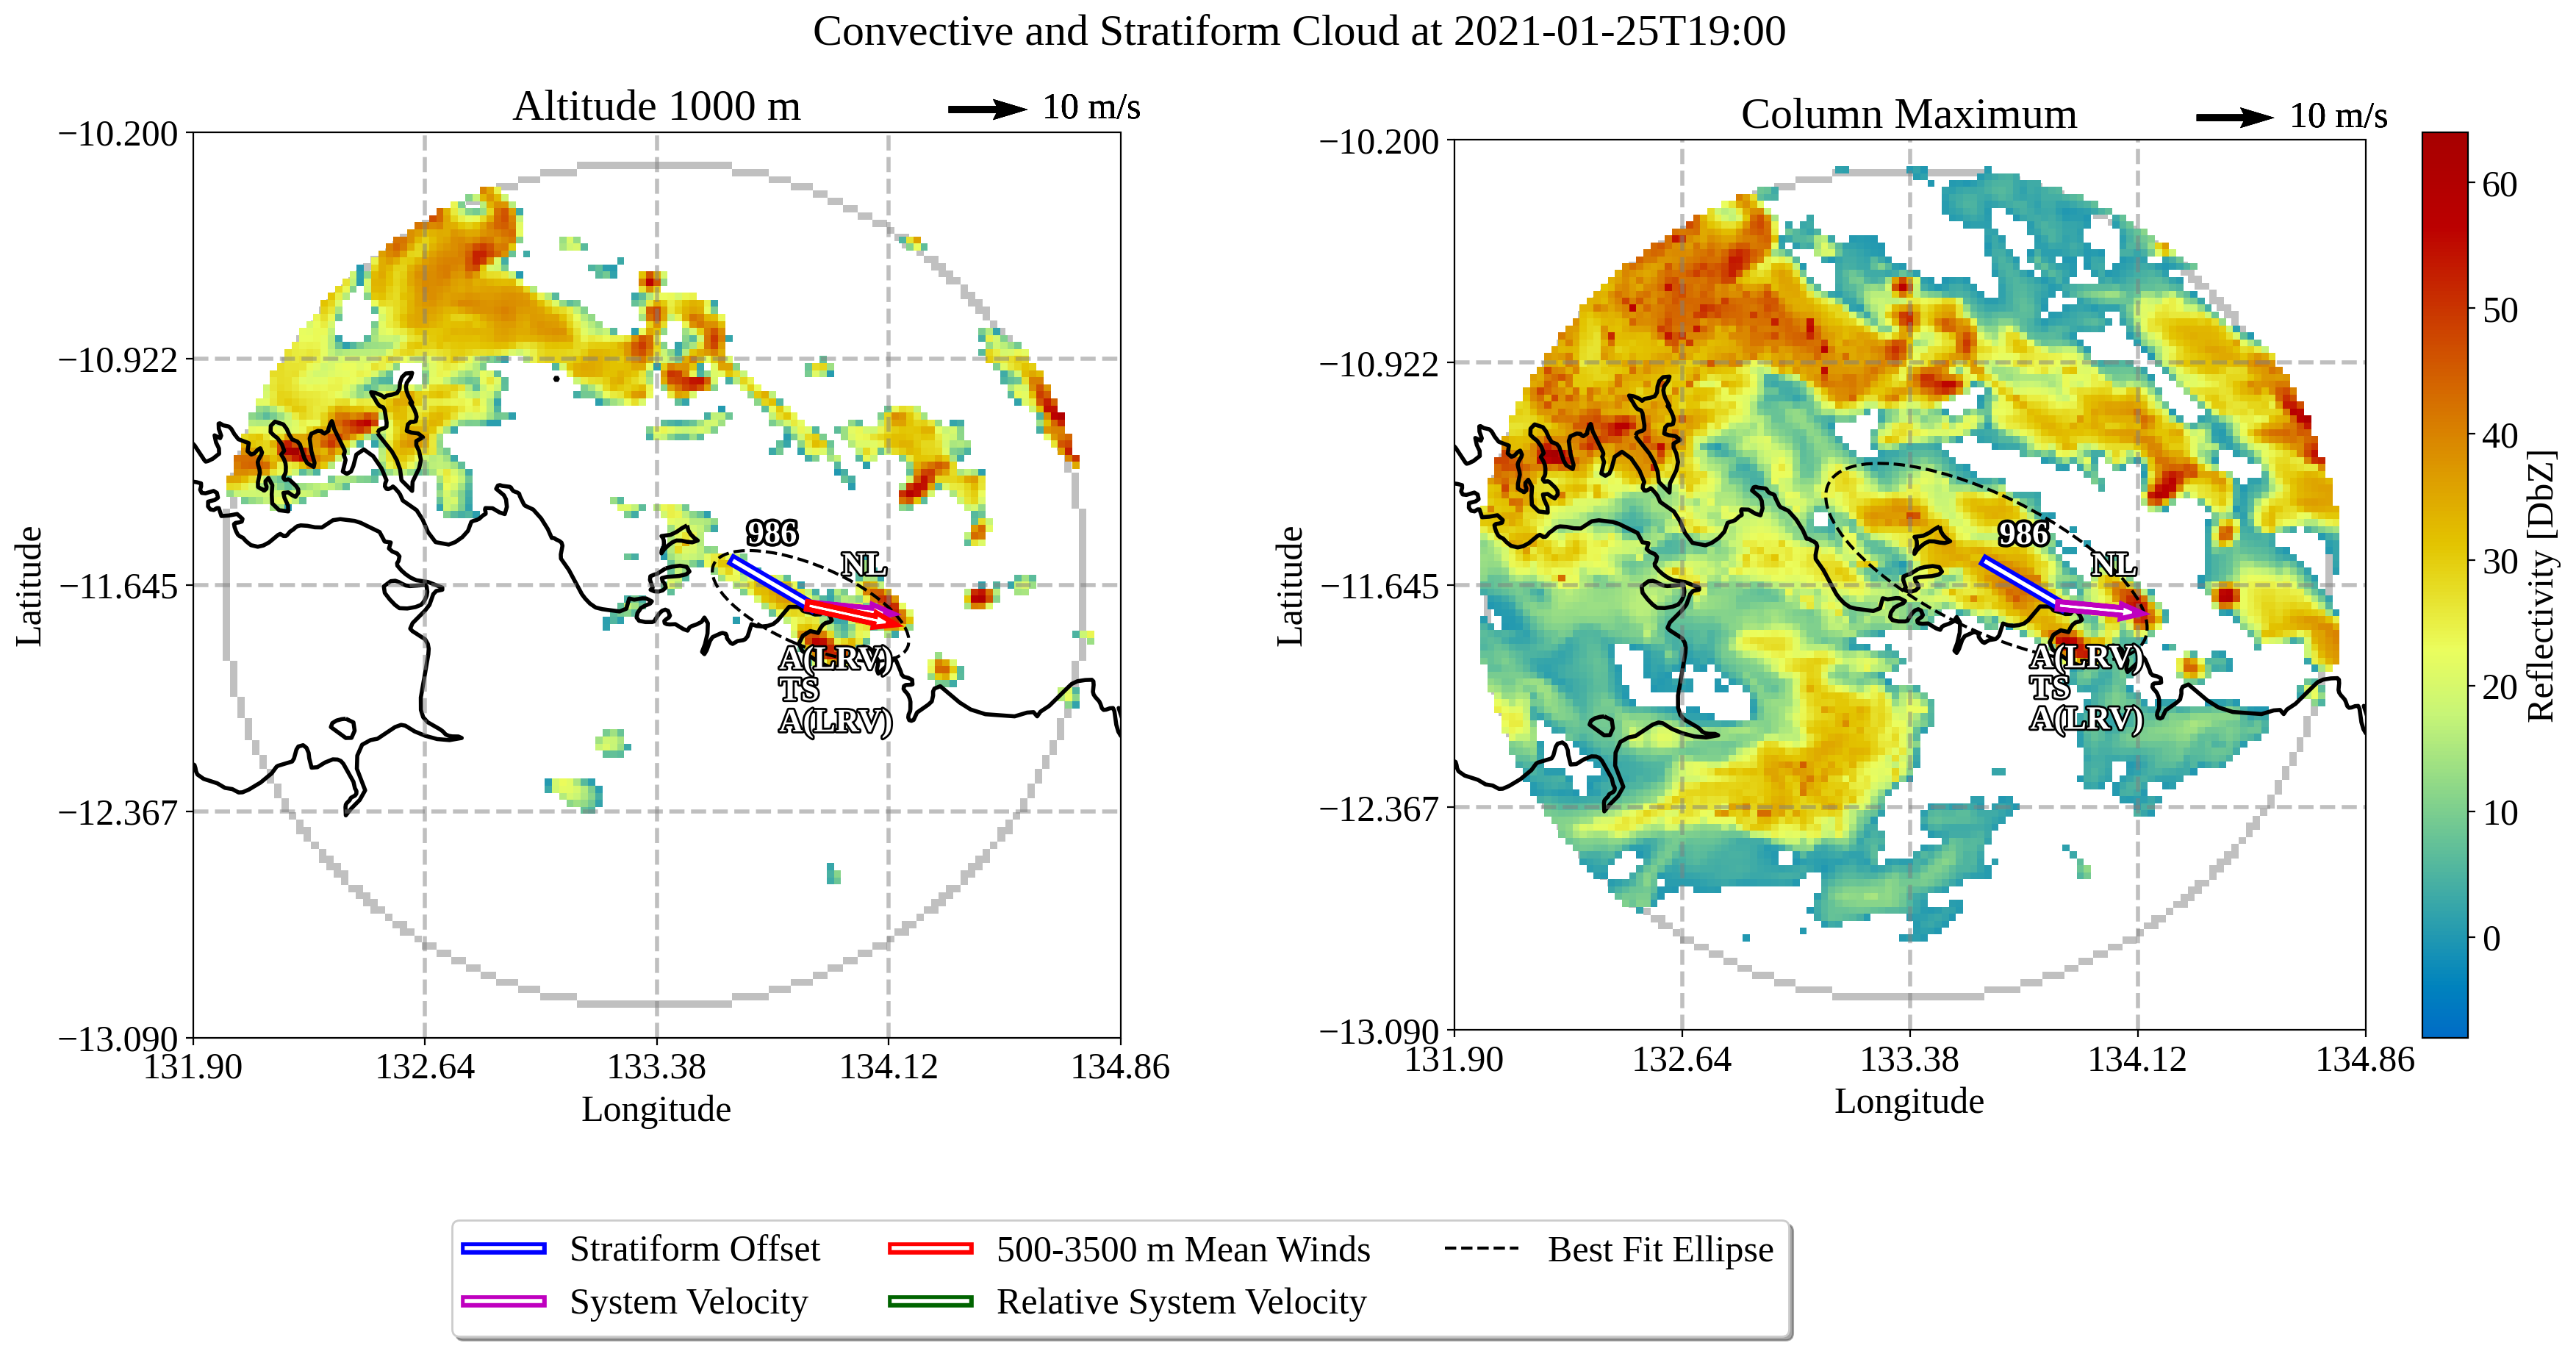 Convective and Stratiform Cloud at 2021-01-25T19:00
Altitude 1000 m
10 m/s
Column Maximum
10 m/s
−10.200
−10.922
−11.645
−12.367
−13.090
Latitude
131.90
132.64
133.38
134.12
134.86
Longitude
986
NL
A(LRV)
TS
A(LRV)
−10.200
−10.922
−11.645
−12.367
−13.090
Latitude
131.90
132.64
133.38
134.12
134.86
Longitude
986
NL
A(LRV)
TS
A(LRV)
60
50
40
30
20
10
0
Reflectivity [DbZ]
Stratiform Offset
System Velocity
500-3500 m Mean Winds
Relative System Velocity
Best Fit Ellipse